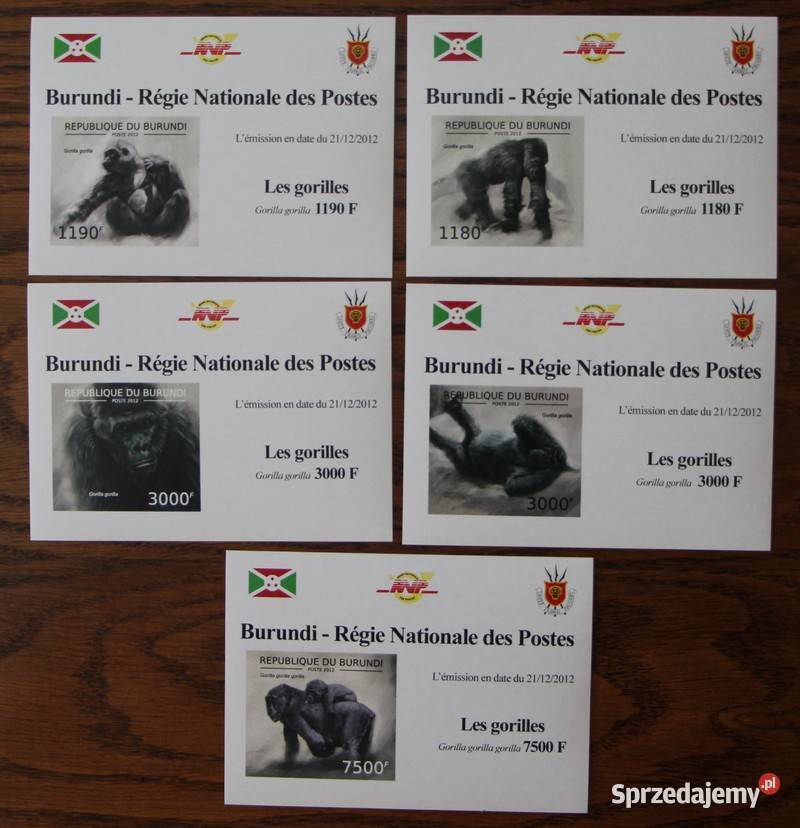 RNP
Burundi - Régie Nationale des Postes
REPUBLIQUE DU BURUNDI
POSTE 2012
Gorilla gorilla
1190F
L'émission en date du 21/12/2012
Les gorilles
Gorilla gorilla 1190 F
RNP
Burundi - Régie Nationale des Postes
REPUBLIQUE DU BURUNDI
POSTE 2012
Gorilla gorilla
1180F
L'émission en date du 21/12/2012
Les gorilles
Gorilla gorilla 1180 F
RNP
Burundi - Régie Nationale des Postes
REPUBLIQUE DU BURUNDI
POSTE 2012
Gorilla gorilla
3000F
L'émission en date du 21/12/2012
Les gorilles
Gorilla gorilla 3000 F
RNP
Burundi - Régie Nationale des Postes
REPUBLIQUE DU BURUNDI
POSTE 2012
Gorilla gorilla
3000F
L'émission en date du 21/12/2012
Les gorilles
Gorilla gorilla 3000 F
RNP
Burundi - Régie Nationale des Postes
REPUBLIQUE DU BURUNDI
POSTE 2012
Gorilla gorilla gorilla
7500F
L'émission en date du 21/12/2012
Les gorilles
Gorilla gorilla gorilla 7500 F
Sprzedajemy.pl